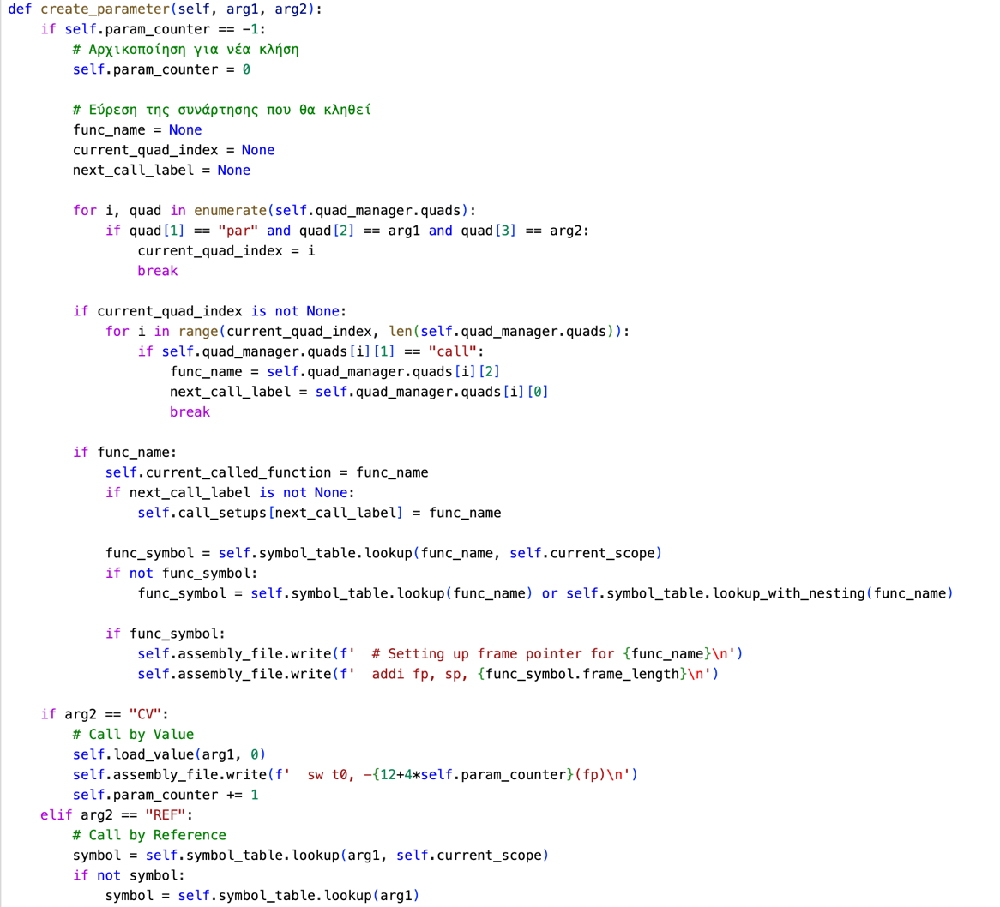 def create_parameter(self, arg1, arg2):
    if self.param_counter == -1:
        # Αρχικοποίηση για νέα κλήση
        self.param_counter = 0

        # Εύρεση της συνάρτησης που θα κληθεί
        func_name = None
        current_quad_index = None
        next_call_label = None

        for i, quad in enumerate(self.quad_manager.quads):
            if quad[1] == "par" and quad[2] == arg1 and quad[3] == arg2:
                current_quad_index = i
                break

        if current_quad_index is not None:
            for i in range(current_quad_index, len(self.quad_manager.quads)):
                if self.quad_manager.quads[i][1] == "call":
                    func_name = self.quad_manager.quads[i][2]
                    next_call_label = self.quad_manager.quads[i][0]
                    break

        if func_name:
            self.current_called_function = func_name
            if next_call_label is not None:
                self.call_setups[next_call_label] = func_name

            func_symbol = self.symbol_table.lookup(func_name, self.current_scope)
            if not func_symbol:
                func_symbol = self.symbol_table.lookup(func_name) or self.symbol_table.lookup_with_nesting(func_name)

            if func_symbol:
                self.assembly_file.write(f'  # Setting up frame pointer for {func_name}\n')
                self.assembly_file.write(f'  addi fp, sp, {func_symbol.frame_length}\n')

    if arg2 == "CV":
        # Call by Value
        self.load_value(arg1, 0)
        self.assembly_file.write(f'  sw t0, -{12+4*self.param_counter}(fp)\n')
        self.param_counter += 1
    elif arg2 == "REF":
        # Call by Reference
        symbol = self.symbol_table.lookup(arg1, self.current_scope)
        if not symbol:
            symbol = self.symbol_table.lookup(arg1)